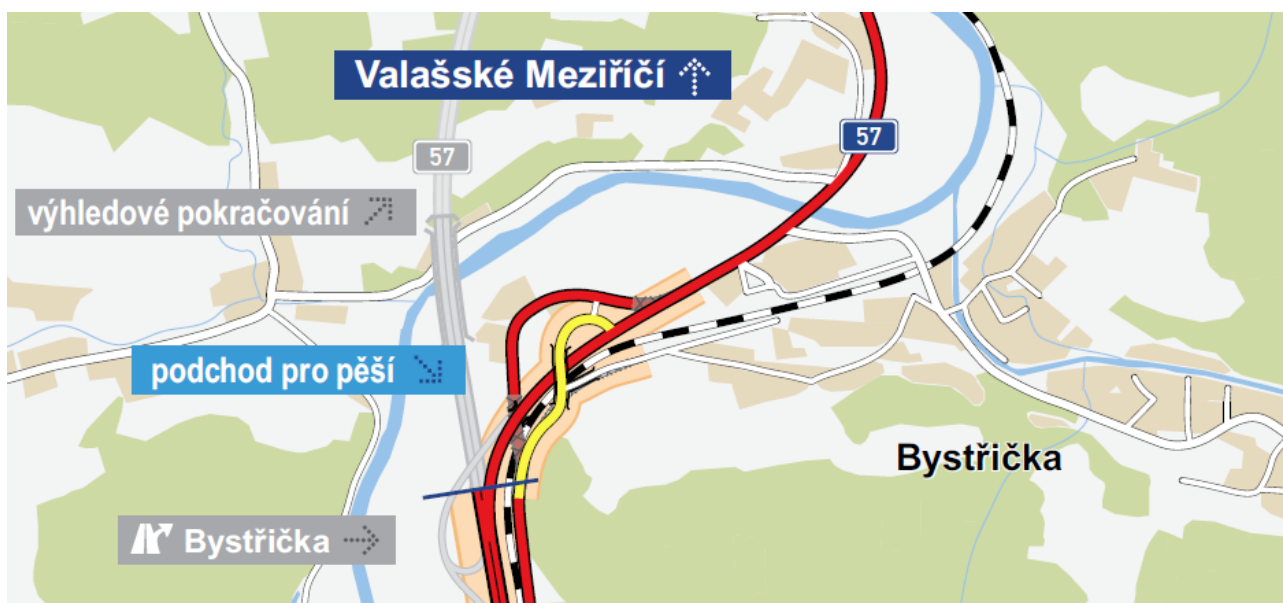 Valašské Meziříčí
57
57
výhledové pokračování
podchod pro pěší
Bystřička
Bystřička